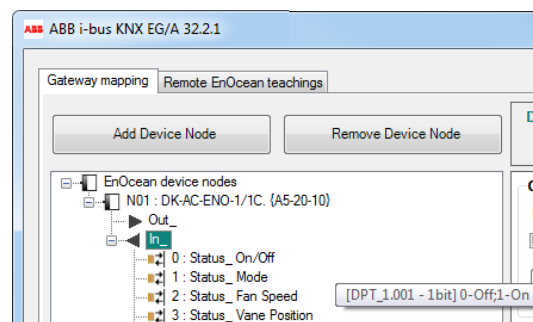 ABB ABB i-bus KNX EG/A 32.2.1
Gateway mapping Remote EnOcean teachings
Add Device Node Remove Device Node
EnOcean device nodes
N01 : DK-AC-ENO-1/1C. {A5-20-10}
Out_
In_
0 : Status_ On/Off
1 : Status_ Mode
2 : Status_ Fan Speed
[DPT_1.001 - 1bit] 0-Off;1-On
3 : Status_ Vane Position